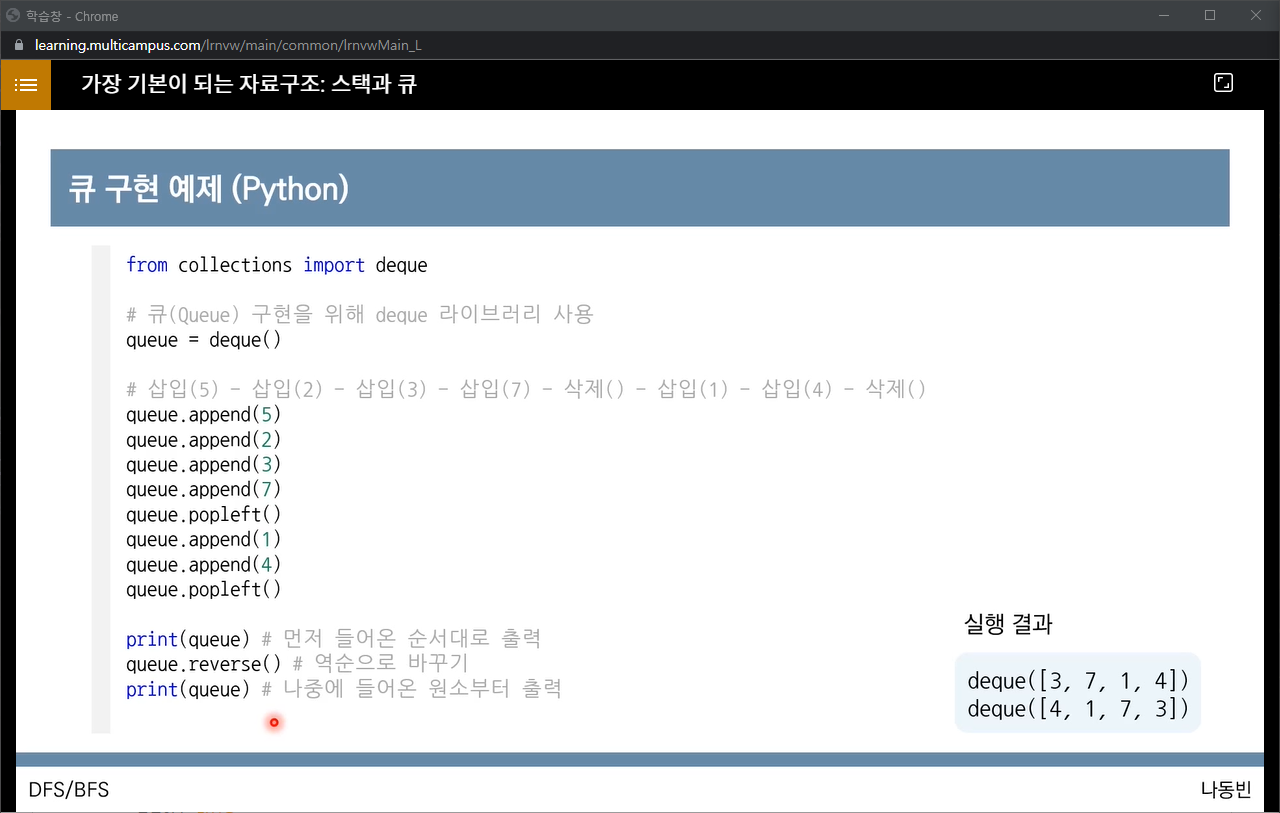 학습창 - Chrome
learning.multicampus.com/lrnvw/main/common/lrnvwMain_L
가장 기본이 되는 자료구조: 스택과 큐
큐 구현 예제 (Python)
from collections import deque
# 큐(Queue) 구현을 위해 deque 라이브러리 사용
queue = deque()
# 삽입(5) - 삽입(2) - 삽입(3) - 삽입(7) - 삭제() - 삽입(1) - 삽입(4) - 삭제()
queue.append(5)
queue.append(2)
queue.append(3)
queue.append(7)
queue.popleft()
queue.append(1)
queue.append(4)
queue.popleft()
print(queue) # 먼저 들어온 순서대로 출력
queue.reverse() # 역순으로 바꾸기
print(queue) # 나중에 들어온 원소부터 출력
실행 결과
deque([3, 7, 1, 4])
deque([4, 1, 7, 3])
DFS/BFS
나동빈